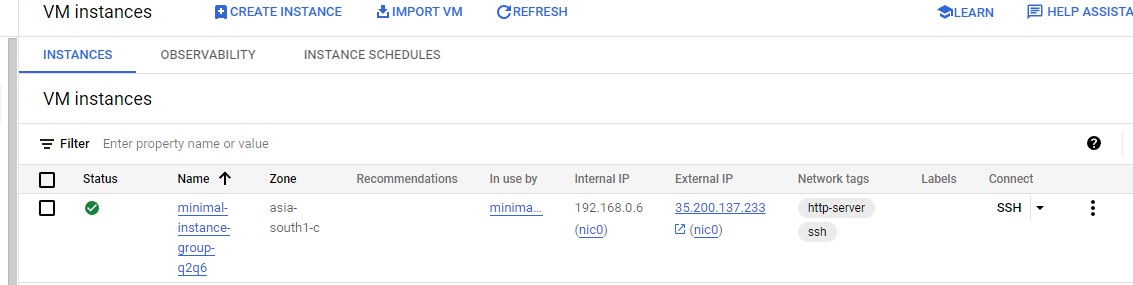 VM instances CREATE INSTANCE IMPORT VM REFRESH LEARN HELP ASSISTA
INSTANCES OBSERVABILITY INSTANCE SCHEDULES
VM instances
Filter Enter property name or value
Status Name Zone Recommendations In use by Internal IP External IP Network tags Labels Connect
minimal- asia- minima... 192.168.0.6 35.200.137.233 http-server SSH
instance- south1-c (nic0) (nic0) ssh
group-
q2q6